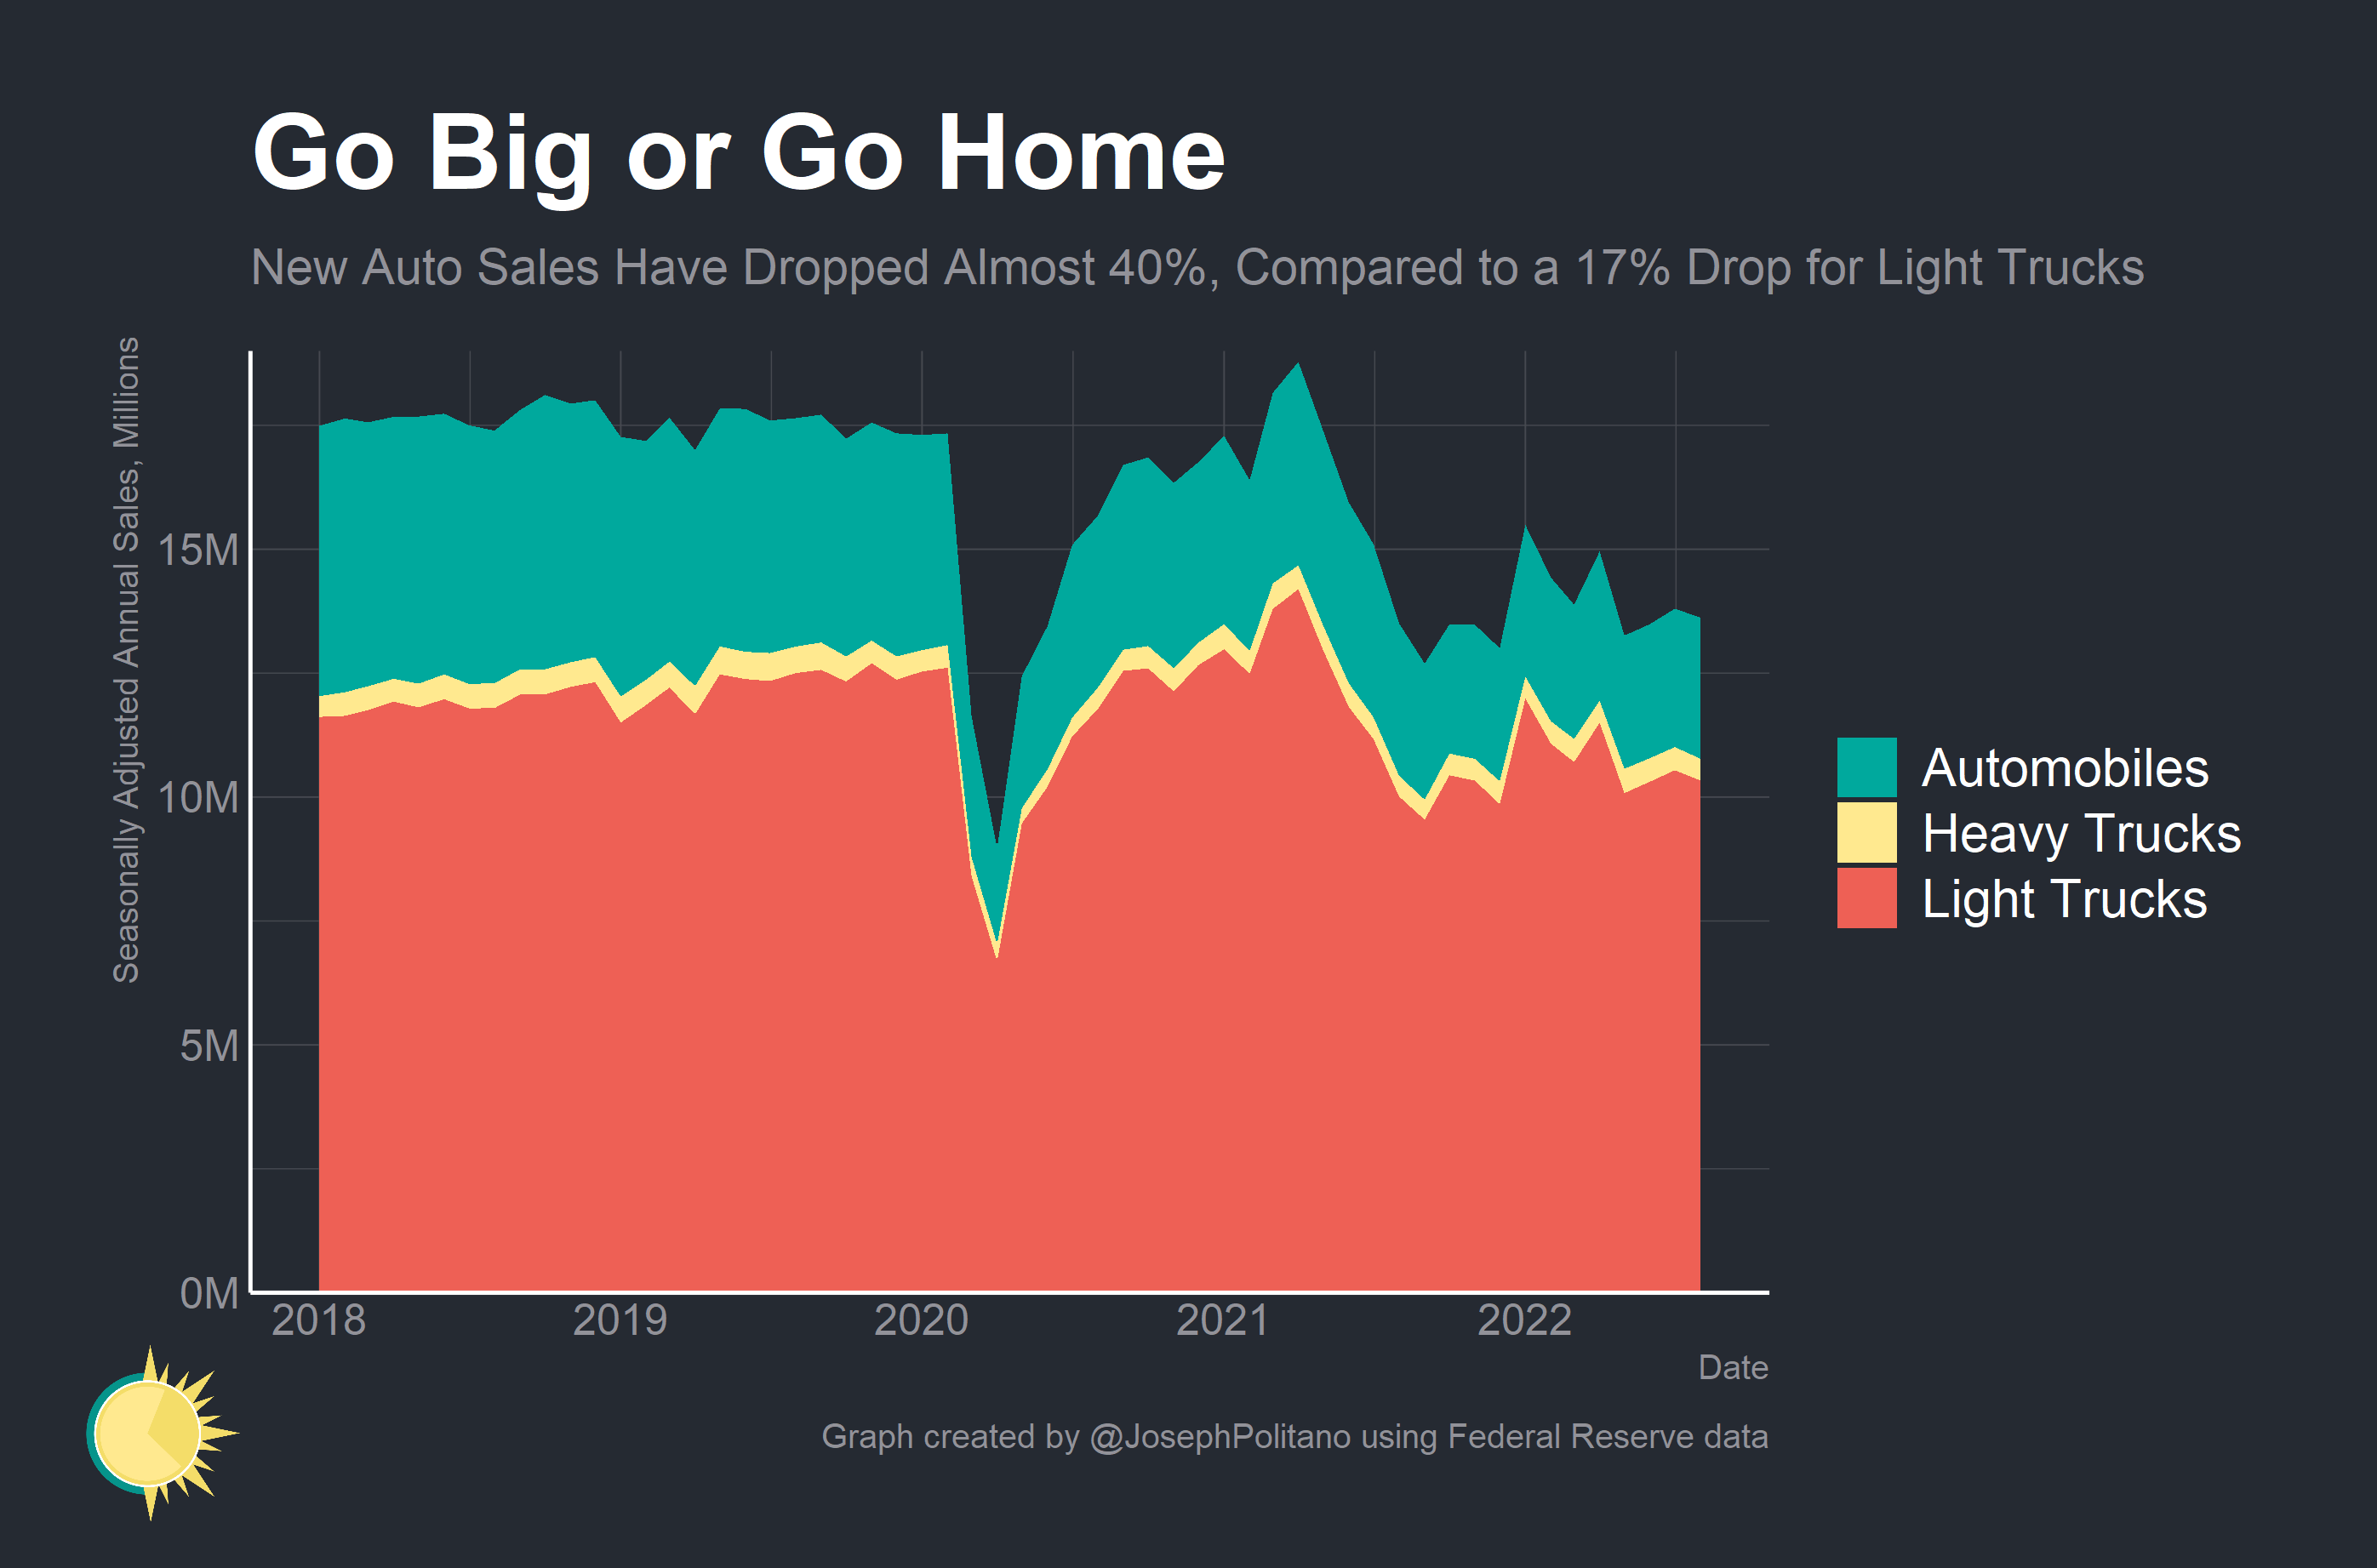 Go Big or Go Home
New Auto Sales Have Dropped Almost 40%, Compared to a 17% Drop for Light Trucks
Seasonally Adjusted Annual Sales, Millions
15M
10M
5M
0M
2018
2019
2020
2021
2022
Date
Automobiles
Heavy Trucks
Light Trucks
Graph created by @JosephPolitano using Federal Reserve data